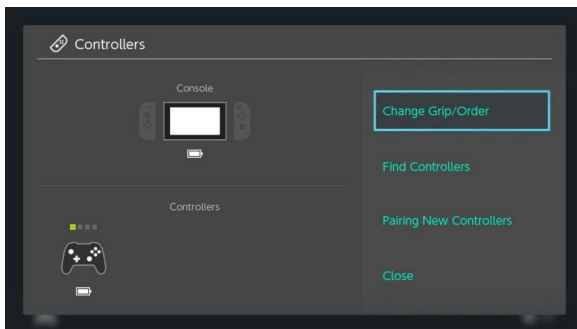 Controllers
Console
Change Grip/Order
Find Controllers
Controllers
Pairing New Controllers
Close